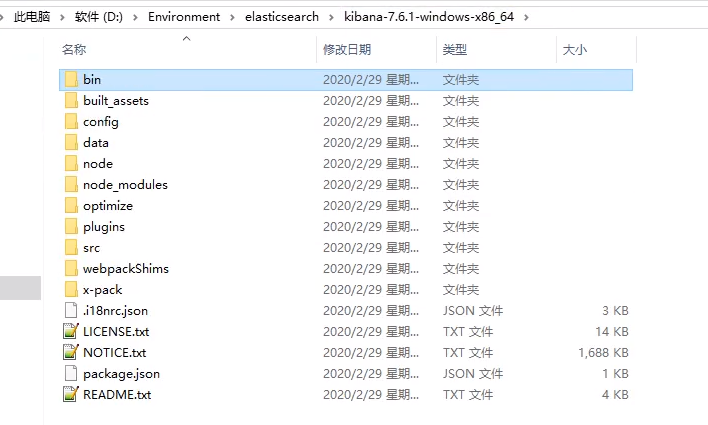 此电脑 > 软件 (D:) > Environment > elasticsearch > kibana-7.6.1-windows-x86_64 >
名称 修改日期 类型 大小
bin 2020/2/29 星期... 文件夹
built_assets 2020/2/29 星期... 文件夹
config 2020/2/29 星期... 文件夹
data 2020/2/29 星期... 文件夹
node 2020/2/29 星期... 文件夹
node_modules 2020/2/29 星期... 文件夹
optimize 2020/2/29 星期... 文件夹
plugins 2020/2/29 星期... 文件夹
src 2020/2/29 星期... 文件夹
webpackShims 2020/2/29 星期... 文件夹
x-pack 2020/2/29 星期... 文件夹
.i18nrc.json 2020/2/29 星期... JSON 文件 3 KB
LICENSE.txt 2020/2/29 星期... TXT 文件 14 KB
NOTICE.txt 2020/2/29 星期... TXT 文件 1,688 KB
package.json 2020/2/29 星期... JSON 文件 1 KB
README.txt 2020/2/29 星期... TXT 文件 4 KB